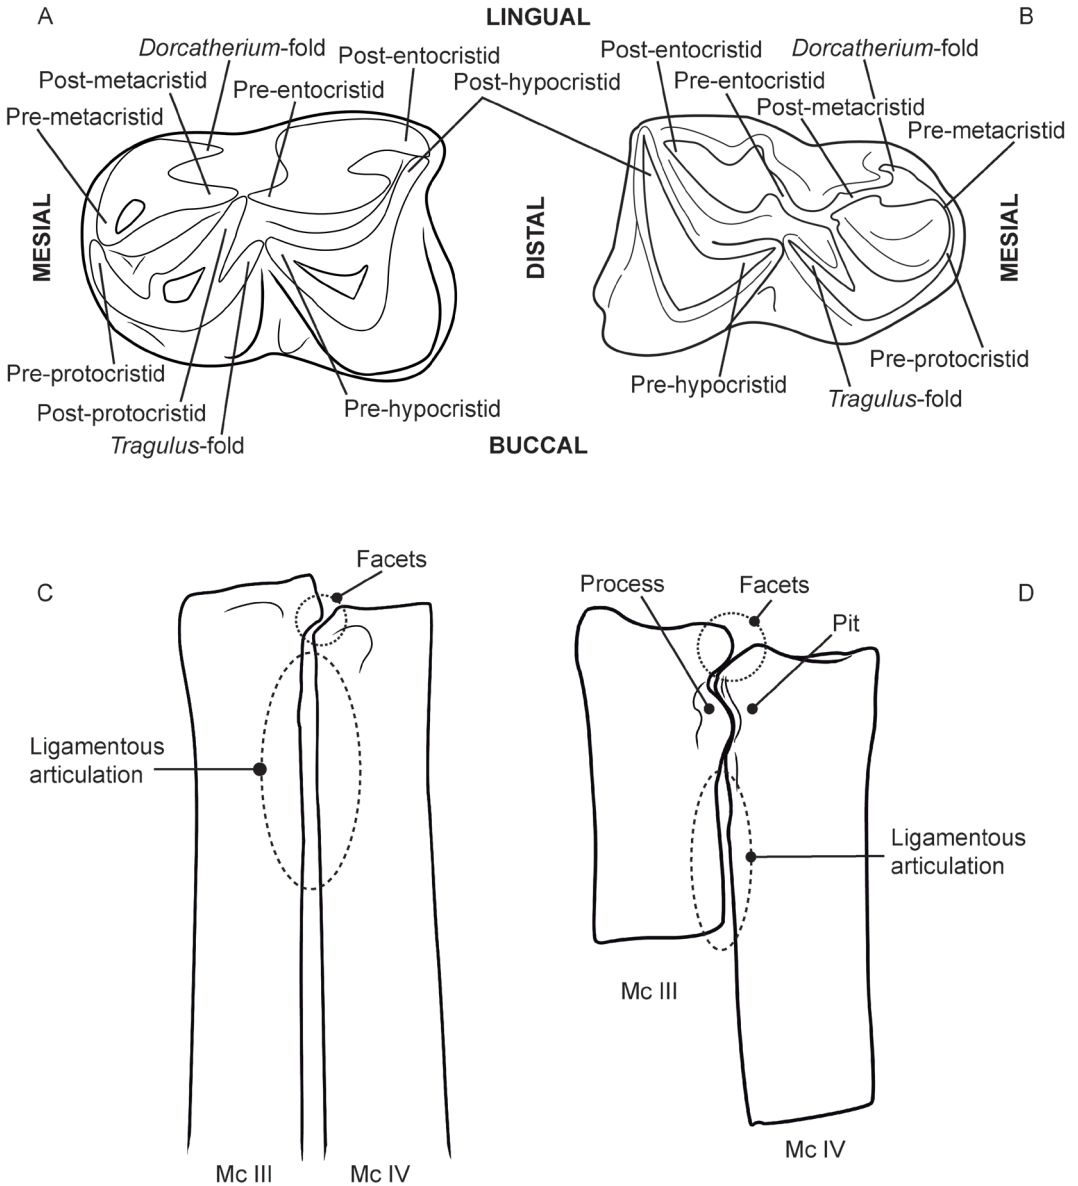 A
LINGUAL
B
Dorcatherium-fold
Post-entocristid
Post-metacristid
Pre-entocristid
Pre-metacristid
Post-hypocristid
Post-entocristid
Dorcatherium-fold
Pre-entocristid
Post-metacristid
Pre-metacristid
MESIAL
DISTAL
MESIAL
Pre-protocristid
Post-protocristid
Tragulus-fold
Pre-hypocristid
Pre-hypocristid
Pre-protocristid
Tragulus-fold
BUCCAL
C
Facets
Ligamentous
articulation
Mc III
Mc IV
D
Process
Facets
Pit
Ligamentous
articulation
Mc III
Mc IV